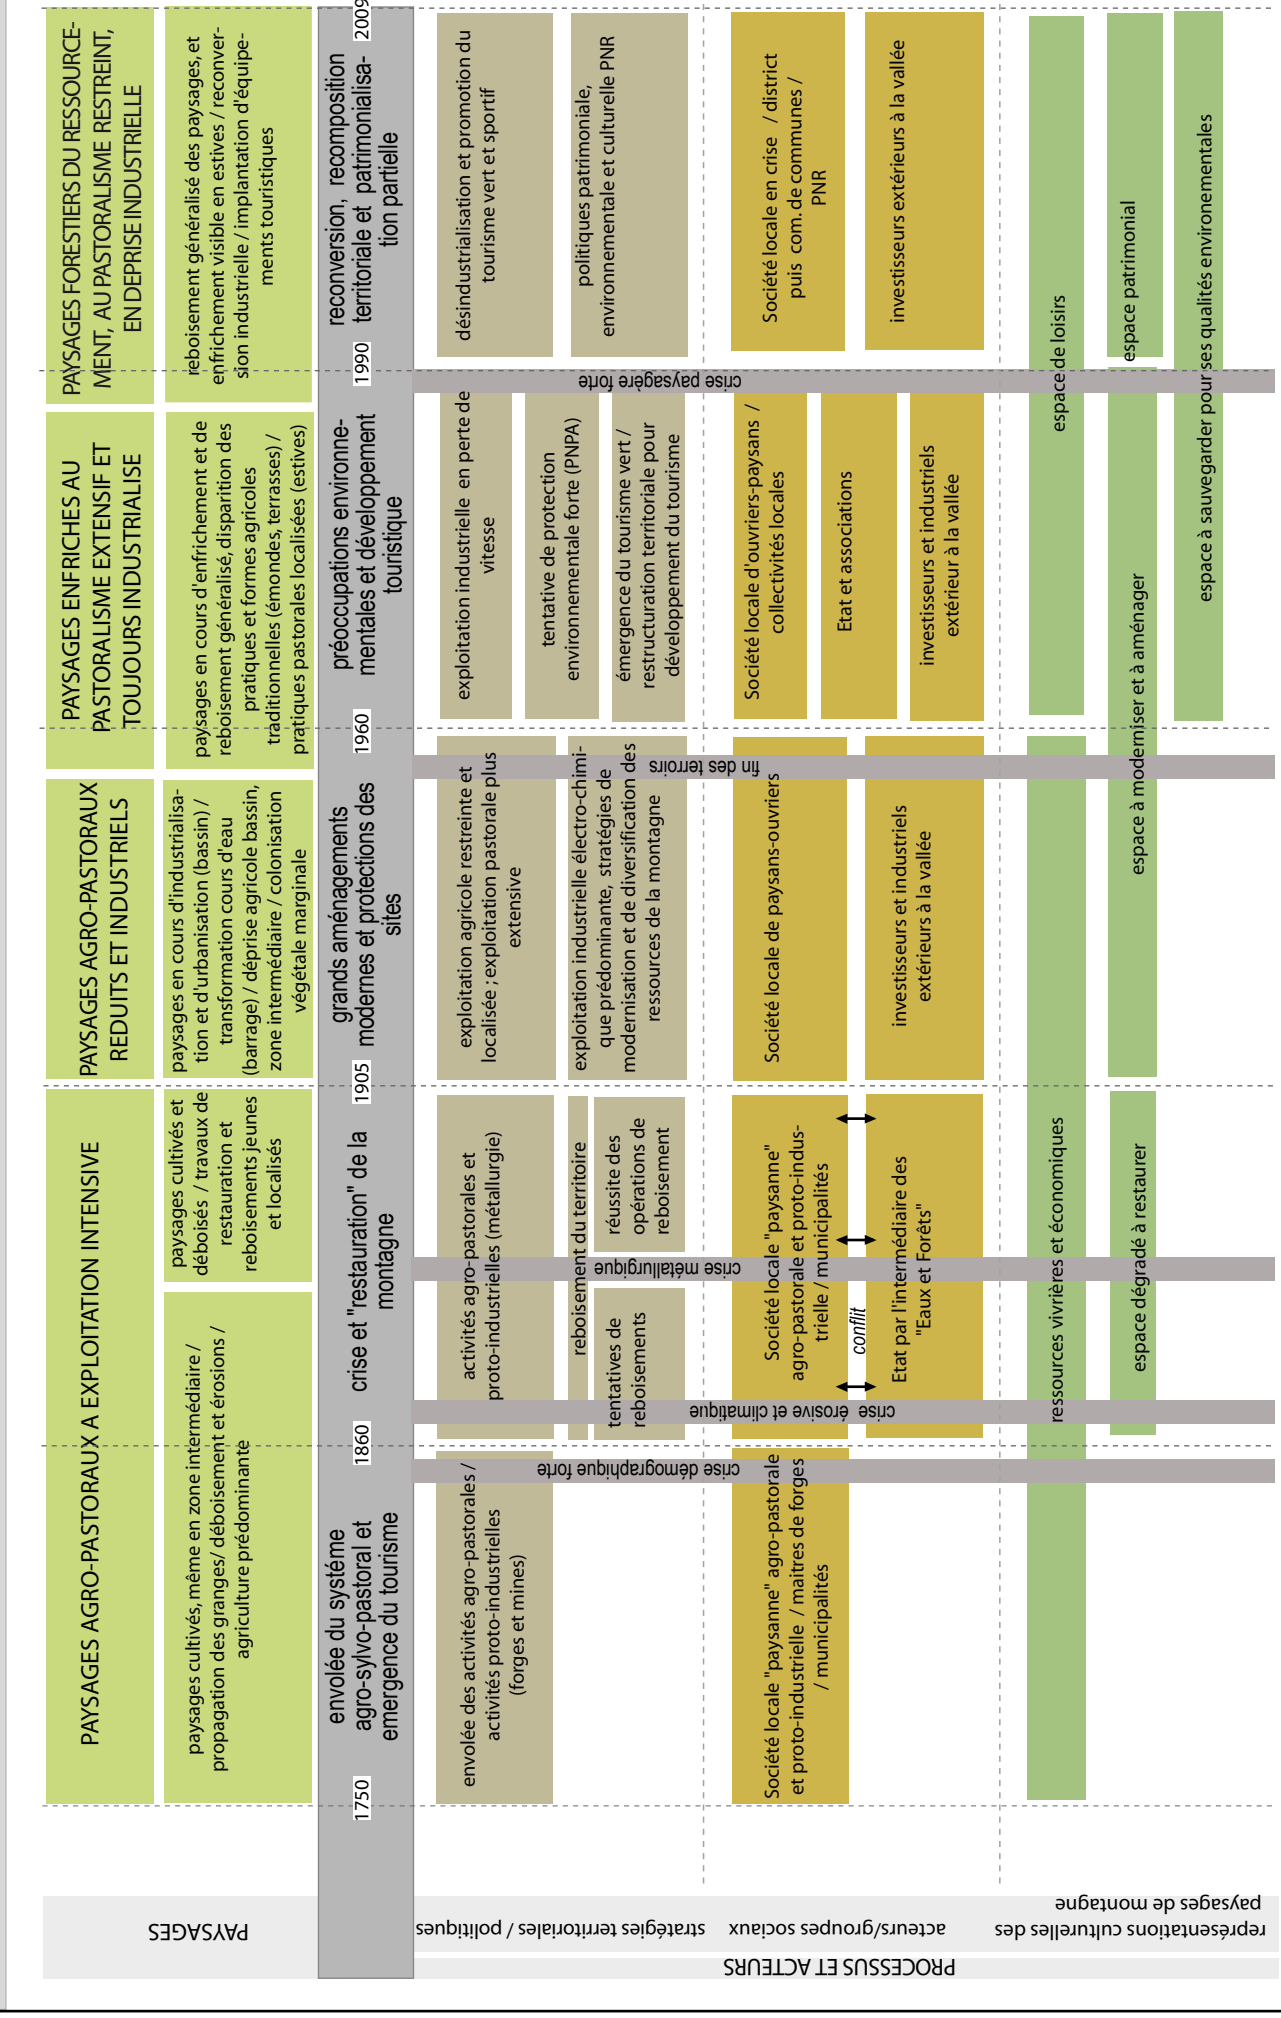 PAYSAGES
PAYSAGES AGRO-PASTORAUX A EXPLOITATION INTENSIVE
PAYSAGES AGRO-PASTORAUX
REDUITS ET INDUSTRIELS
PAYSAGES ENFRICHES AU
PASTORALISME EXTENSIF ET
TOUJOURS INDUSTRIALISE
PAYSAGES FORESTIERS DU RESSOURCE-
MENT, AU PASTORALISME RESTREINT,
EN DEPRISE INDUSTRIELLE
paysages cultivés, même en zone intermédiaire /
propagation des granges/ déboisement et érosions /
agriculture prédominante
paysages cultivés et
déboisés / travaux de
restauration et
reboisements jeunes
et localisés
paysages en cours d'industrialisa-
tion et d'urbanisation (bassin) /
transformation cours d'eau
(barrage) / déprise agricole bassin,
zone intermédiaire / colonisation
végétale marginale
paysages en cours d'enfrichement et de
reboisement généralisé, disparition des
pratiques et formes agricoles
traditionnelles (émondes, terrasses) /
pratiques pastorales localisées (estives)
reboisement généralisé des paysages, et
enfrichement visible en estives / reconver-
sion industrielle / implantation d'équipe-
ments touristiques
1750
envolée du système
agro-sylvo-pastoral et
emergence du tourisme
1860
crise et "restauration" de la
montagne
1905
grands aménagements
modernes et protections des
sites
1960
préoccupations environne-
mentales et développement
touristique
1990
reconversion, recomposition
territoriale et patrimonialisa-
tion partielle
2009
PROCESSUS ET ACTEURS
stratégies territoriales / politiques
envolée des activités agro-pastorales /
activités proto-industrielles
(forges et mines)
activités agro-pastorales et
proto-industrielles (métallurgie)
reboisement du territoire
tentatives de
reboisements
réussite des
opérations de
reboisement
exploitation agricole restreinte et
localisée ; exploitation pastorale plus
extensive
exploitation industrielle électro-chimi-
que prédominante, stratégies de
modernisation et de diversification des
ressources de la montagne
exploitation industrielle en perte de
vitesse
tentative de protection
environnementale forte (PNPA)
émergence du tourisme vert /
restructuration territoriale pour
développement du tourisme
désindustrialisation et promotion du
tourisme vert et sportif
politiques patrimoniale,
environnementale et culturelle PNR
crise démographique forte
crise érosive et climatique
crise métallurgique
fin des terroirs
crise paysagère forte
acteurs/groupes sociaux
Société locale "paysanne" agro-pastorale
et proto-industrielle / maitres de forges
/ municipalités
Société locale "paysanne"
agro-pastorale et proto-indus-
trielle / municipalités
conflit
Etat par l'intermédiaire des
"Eaux et Forêts"
Société locale de paysans-ouvriers
investisseurs et industriels
extérieurs à la vallée
Société locale d'ouvriers-paysans /
collectivités locales
Etat et associations
investisseurs et industriels
extérieur à la vallée
Société locale en crise / district
puis com. de communes /
PNR
investisseurs extérieurs à la vallée
représentations culturelles des
paysages de montagne
ressources vivrières et économiques
espace de loisirs
espace dégradé à restaurer
espace à moderniser et à aménager
espace patrimonial
espace à sauvegarder pour ses qualités environementales